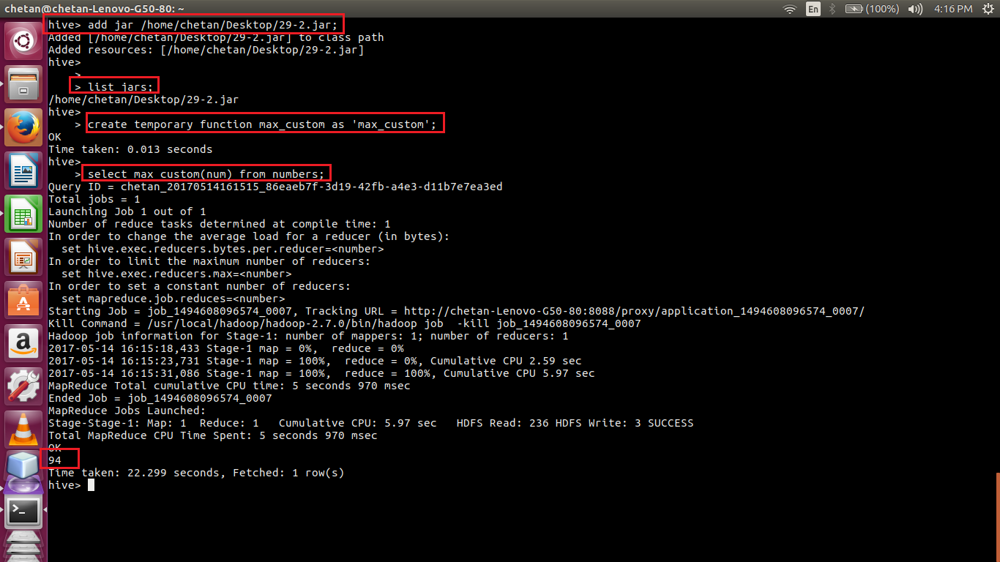 chetan@chetan-Lenovo-G50-80: ~
En
(100%)
4:16 PM
hive> add jar /home/chetan/Desktop/29-2.jar;
Added [/home/chetan/Desktop/29-2.jar] to class path
Added resources: [/home/chetan/Desktop/29-2.jar]
hive>
    >
    > list jars;
/home/chetan/Desktop/29-2.jar
hive>
    > create temporary function max_custom as 'max_custom';
OK
Time taken: 0.013 seconds
hive>
    > select max_custom(num) from numbers;
Query ID = chetan_20170514161515_86eaeb7f-3d19-42fb-a4e3-d11b7e7ea3ed
Total jobs = 1
Launching Job 1 out of 1
Number of reduce tasks determined at compile time: 1
In order to change the average load for a reducer (in bytes):
  set hive.exec.reducers.bytes.per.reducer=<number>
In order to limit the maximum number of reducers:
  set hive.exec.reducers.max=<number>
In order to set a constant number of reducers:
  set mapreduce.job.reduces=<number>
Starting Job = job_1494608096574_0007, Tracking URL = http://chetan-Lenovo-G50-80:8088/proxy/application_1494608096574_0007/
Kill Command = /usr/local/hadoop/hadoop-2.7.0/bin/hadoop job  -kill job_1494608096574_0007
Hadoop job information for Stage-1: number of mappers: 1; number of reducers: 1
2017-05-14 16:15:18,433 Stage-1 map = 0%,  reduce = 0%
2017-05-14 16:15:23,731 Stage-1 map = 100%,  reduce = 0%, Cumulative CPU 2.59 sec
2017-05-14 16:15:31,086 Stage-1 map = 100%,  reduce = 100%, Cumulative CPU 5.97 sec
MapReduce Total cumulative CPU time: 5 seconds 970 msec
Ended Job = job_1494608096574_0007
MapReduce Jobs Launched:
Stage-Stage-1: Map: 1  Reduce: 1   Cumulative CPU: 5.97 sec   HDFS Read: 236 HDFS Write: 3 SUCCESS
Total MapReduce CPU Time Spent: 5 seconds 970 msec
OK
94
Time taken: 22.299 seconds, Fetched: 1 row(s)
hive>